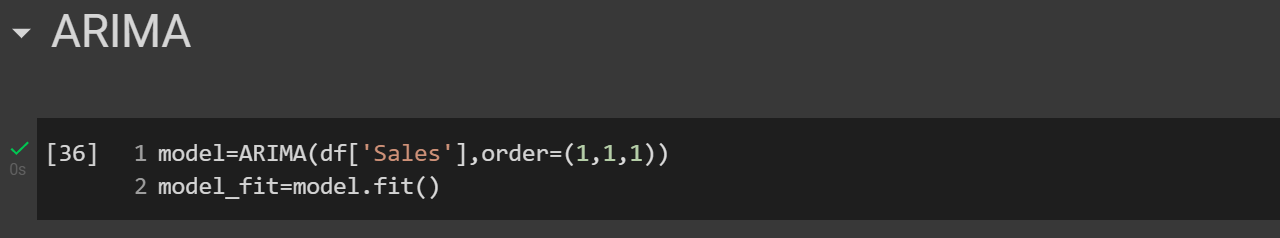 ARIMA
[36] 1 model=ARIMA(df['Sales'],order=(1,1,1))
0s
2 model_fit=model.fit()